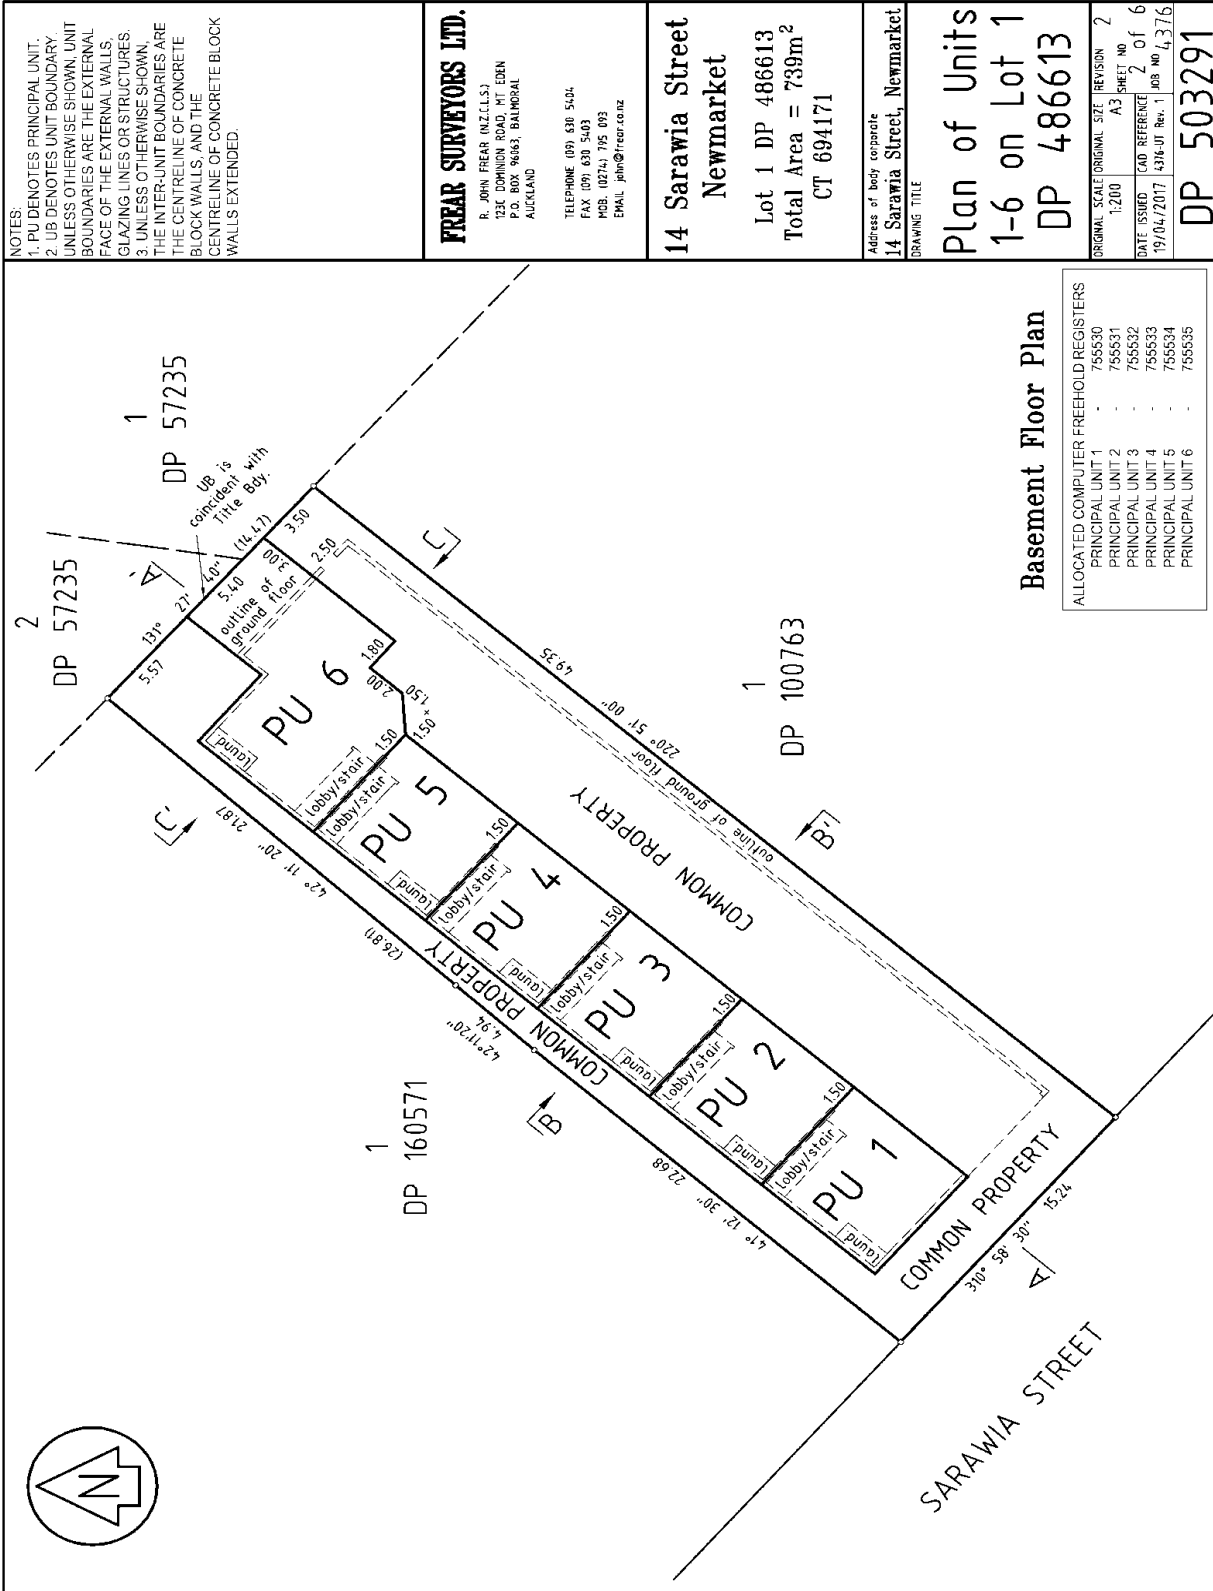 NOTES:
1. PU DENOTES PRINCIPAL UNIT.
2. UB DENOTES UNIT BOUNDARY.
UNLESS OTHERWISE SHOWN, UNIT
BOUNDARIES ARE THE EXTERNAL
FACE OF THE EXTERNAL WALLS,
GLAZING LINES OR STRUCTURES.
3. UNLESS OTHERWISE SHOWN,
THE INTER-UNIT BOUNDARIES ARE
THE CENTRELINE OF CONCRETE
BLOCK WALLS, AND THE
CENTRELINE OF CONCRETE BLOCK
WALLS EXTENDED.
FREAR SURVEYORS LTD.
R. JOHN FREAR (N.Z.C.L.S.)
123E DOMINION ROAD, MT EDEN
P.O. BOX 96063, BALMORAL
AUCKLAND
TELEPHONE (09) 630 5404
FAX (09) 630 5403
MOB. (0274) 795 093
EMAIL john@frear.co.nz
14 Sarawia Street
Newmarket
Lot 1 DP 486613
Total Area = 739m²
CT 694171
Address of body corporate
14 Sarawia Street, Newmarket
DRAWING TITLE
Plan of Units
1-6 on Lot 1
DP 486613
ORIGINAL SCALE
1:200
ORIGINAL SIZE
A3
REVISION 2
SHEET NO.
2 of 6
DATE ISSUED
19/04/2017
CAD REFERENCE
4376-UT Rev. 1
JOB NO 4376
DP 503291
Basement Floor Plan
ALLOCATED COMPUTER FREEHOLD REGISTERS
PRINCIPAL UNIT 1 - 755530
PRINCIPAL UNIT 2 - 755531
PRINCIPAL UNIT 3 - 755532
PRINCIPAL UNIT 4 - 755533
PRINCIPAL UNIT 5 - 755534
PRINCIPAL UNIT 6 - 755535
N
2
DP 57235
1
DP 57235
UB is
coincident with
Title Bdy.
131° 27' 40"
(14.47)
5.57
5.40
3.00
3.50
2.50
outline of
ground floor
A'
C
C'
PU 6
laund.
lobby/stair
1.80
2.00
1.50
1.50 *
1.50
lobby/stair
PU 5
laund.
1.50
lobby/stair
PU 4
laund.
1.50
lobby/stair
PU 3
laund.
1.50
lobby/stair
PU 2
laund.
1.50
lobby/stair
PU 1
laund.
21.87
42° 11' 20"
(26.81)
42°11'20"
4.94
COMMON PROPERTY
1
DP 160571
B
22.68
41° 12' 30"
49.35
220° 51' 00"
outline of ground floor
COMMON PROPERTY
1
DP 100763
B'
COMMON PROPERTY
310° 58' 30"
15.24
A
SARAWIA STREET